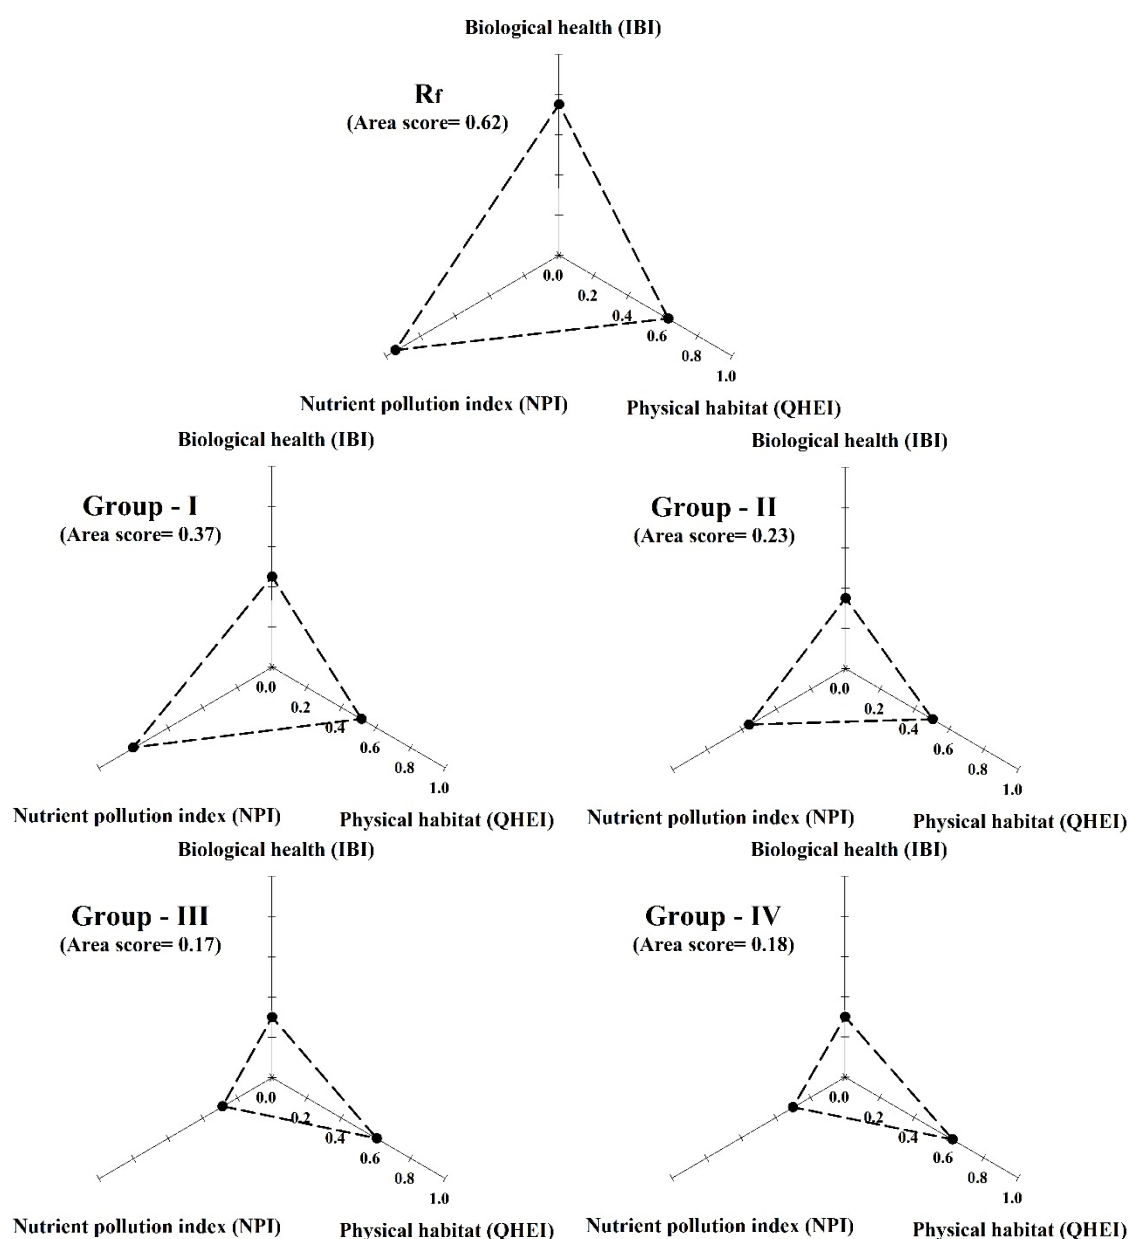 Biological health (IBI)
Rf
(Area score= 0.62)
0.0
0.2
0.4
0.6
0.8
1.0
Nutrient pollution index (NPI)
Physical habitat (QHEI)
Biological health (IBI)
Group - I
(Area score= 0.37)
0.0
0.2
0.4
0.6
0.8
1.0
Nutrient pollution index (NPI)
Physical habitat (QHEI)
Biological health (IBI)
Group - II
(Area score= 0.23)
0.0
0.2
0.4
0.6
0.8
1.0
Nutrient pollution index (NPI)
Physical habitat (QHEI)
Biological health (IBI)
Group - III
(Area score= 0.17)
0.0
0.2
0.4
0.6
0.8
1.0
Nutrient pollution index (NPI)
Physical habitat (QHEI)
Biological health (IBI)
Group - IV
(Area score= 0.18)
0.0
0.2
0.4
0.6
0.8
1.0
Nutrient pollution index (NPI)
Physical habitat (QHEI)